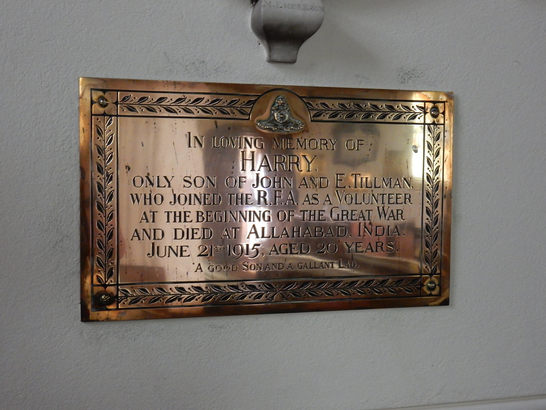 IN LOVING MEMORY OF
HARRY
ONLY SON OF JOHN AND E. TILLMAN.
WHO JOINED THE R.F.A. AS A VOLUNTEER
AT THE BEGINNING OF THE GREAT WAR
AND DIED AT ALLAHABAD, INDIA.
JUNE 21ST 1915, AGED 20 YEARS.
"A GOOD SON AND A GALLANT LAD."